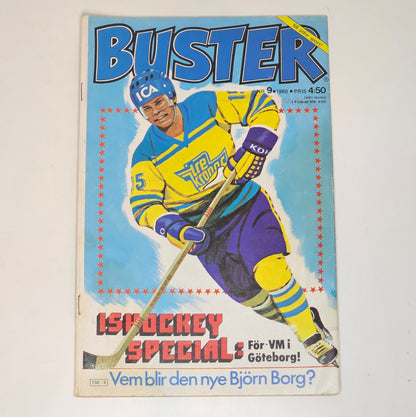 BUSTER
NR 9 • 1980 • PRIS 4:50
ICA
tre
kronor
5
KOHO
ISHOCKEY
SPECIAL:
För-VM i
Göteborg!
Vem blir den nye Björn Borg?